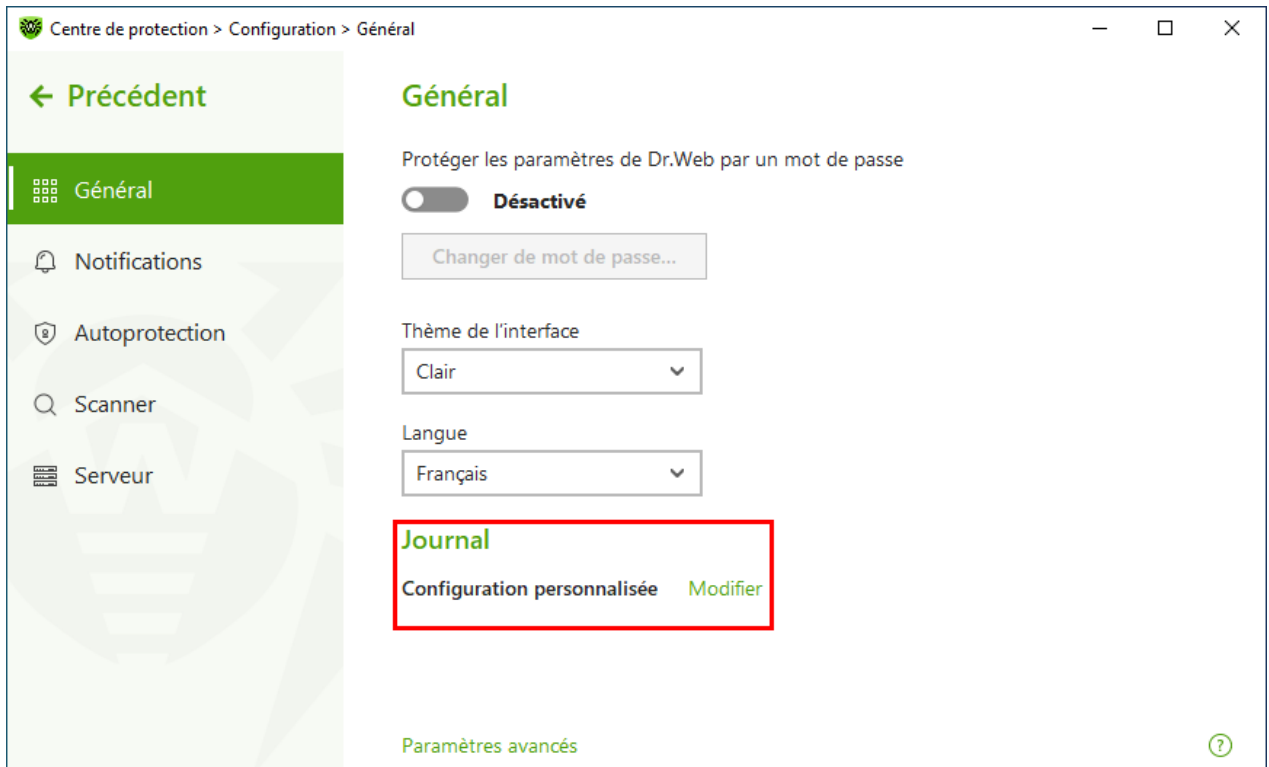 Centre de protection > Configuration > Général
Précédent
Général
Notifications
Autoprotection
Scanner
Serveur
Général
Protéger les paramètres de Dr.Web par un mot de passe
Désactivé
Changer de mot de passe...
Thème de l'interface
Clair
Langue
Français
Journal
Configuration personnalisée Modifier
Paramètres avancés ?